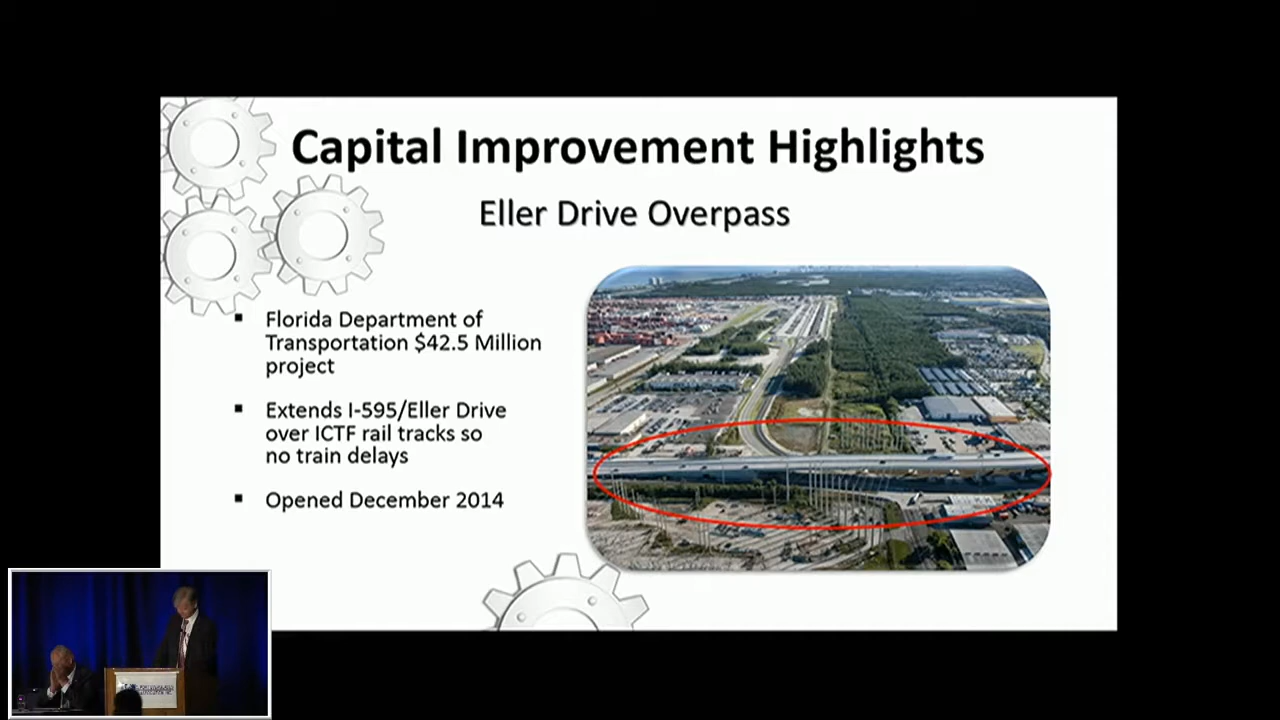 Capital Improvement Highlights
Eller Drive Overpass
▪ Florida Department of
Transportation $42.5 Million
project
▪ Extends I-595/Eller Drive
over ICTF rail tracks so
no train delays
▪ Opened December 2014